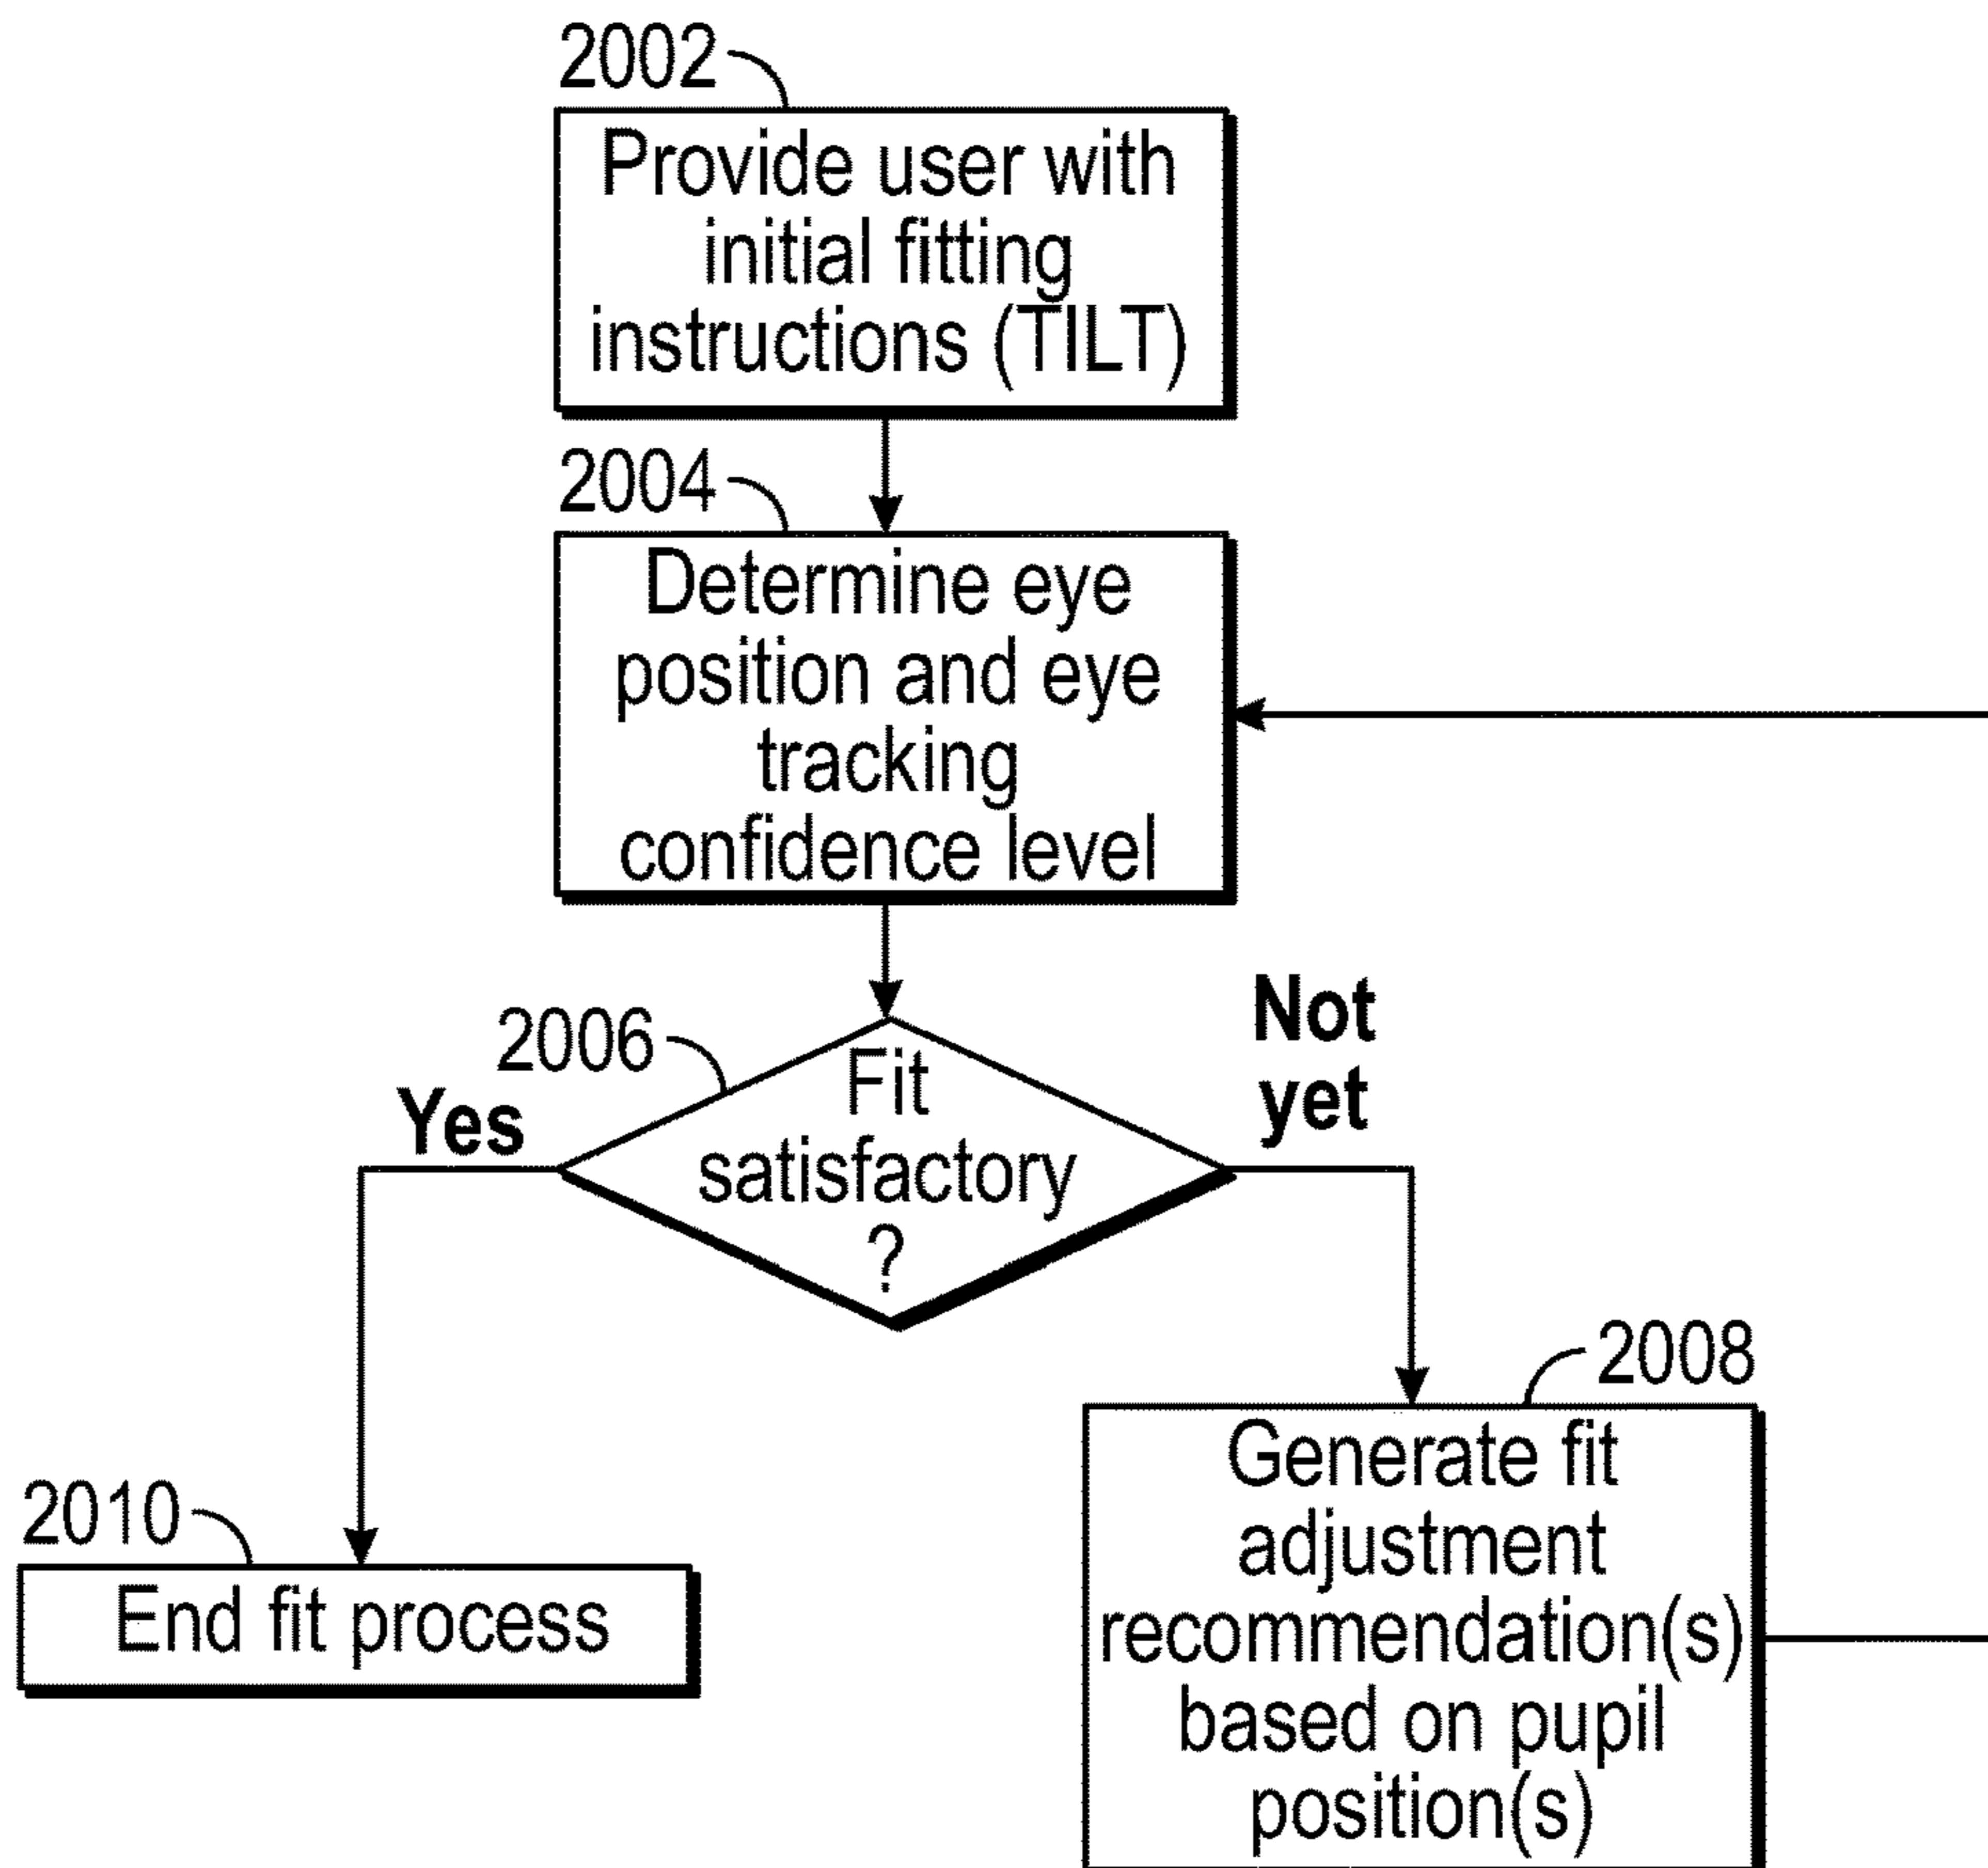 2002
Provide user with
initial fitting
instructions (TILT)
2004
Determine eye
position and eye
tracking
confidence level
2006
Yes
Fit
satisfactory
?
Not
yet
2008
Generate fit
adjustment
recommendation(s)
based on pupil
position(s)
2010
End fit process